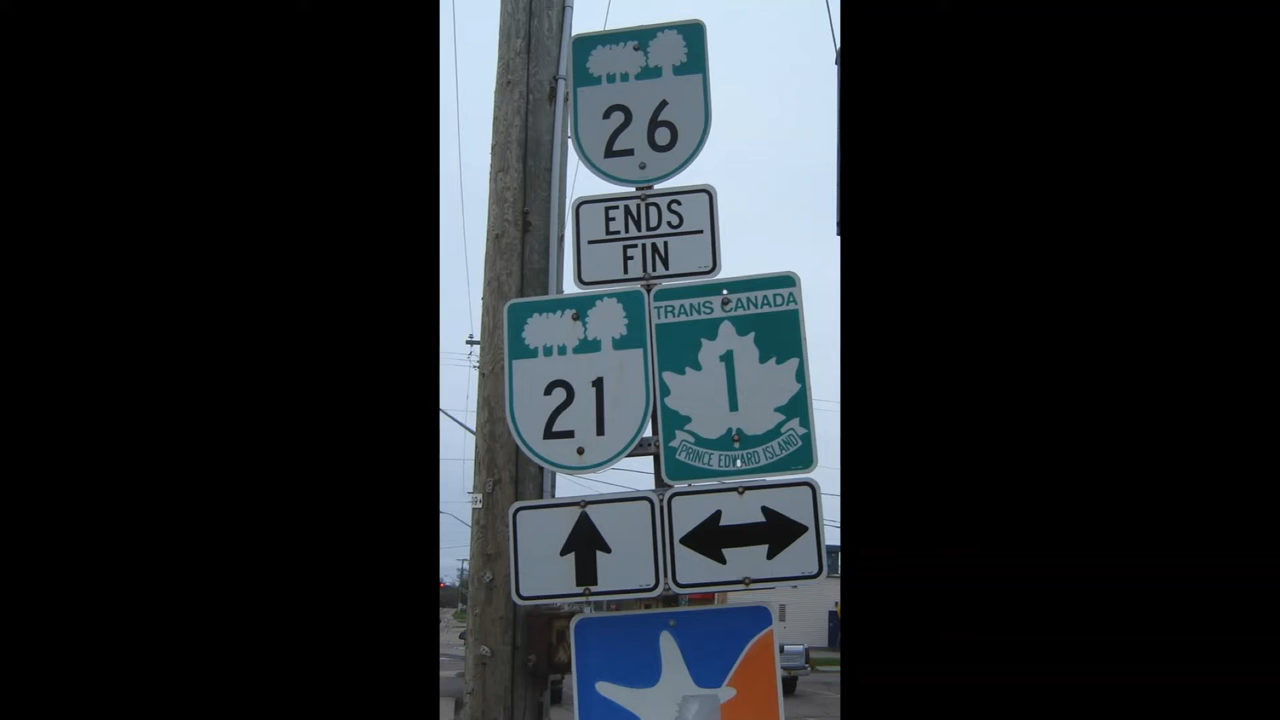 26
ENDS
FIN
21
TRANS CANADA
1
PRINCE EDWARD ISLAND